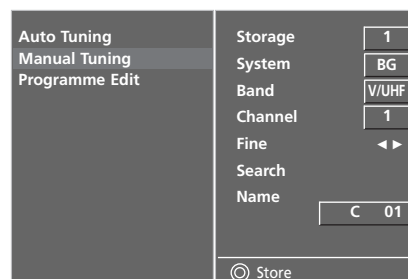 Auto Tuning
Manual Tuning
Programme Edit
Storage 1
System BG
Band V/UHF
Channel 1
Fine ◄ ►
Search
Name
C 01
Store